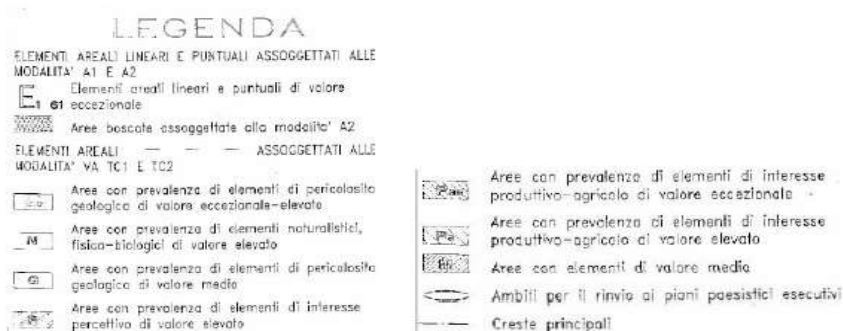 LEGENDA
ELEMENTI AREALI LINEARI E PUNTUALI ASSOGGETTATI ALLE
MODALITA' A1 E A2
E1 61 Elementi areali lineari e puntuali di valore
eccezionale
Aree boscate assoggettate alla modalita' A2
ELEMENTI AREALI — — — ASSOGGETTATI ALLE
MODALITA' VA TC1 E TC2
Aree con prevalenza di elementi di pericolosita
geologica di valore eccezionale-elevato
M Aree con prevalenza di elementi naturalistici,
fisico-biologici di valore elevato
GI Aree con prevalenza di elementi di pericolosita
geologica di valore medio
Aree con prevalenza di elementi di interesse
percettivo di valore elevato
Aree con prevalenza di elementi di interesse
produttivo-agricolo di valore eccezionale
Aree con prevalenza di elementi di interesse
produttivo-agricolo di valore elevato
Aree con elementi di valore medio
Ambiti per il rinvio ai piani paesistici esecutivi
Creste principali